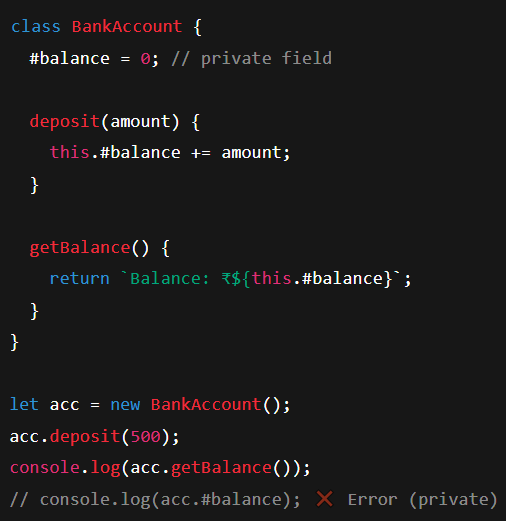 class BankAccount {
  #balance = 0; // private field

  deposit(amount) {
    this.#balance += amount;
  }

  getBalance() {
    return `Balance: ₹${this.#balance}`;
  }
}

let acc = new BankAccount();
acc.deposit(500);
console.log(acc.getBalance());
// console.log(acc.#balance); ❌ Error (private)